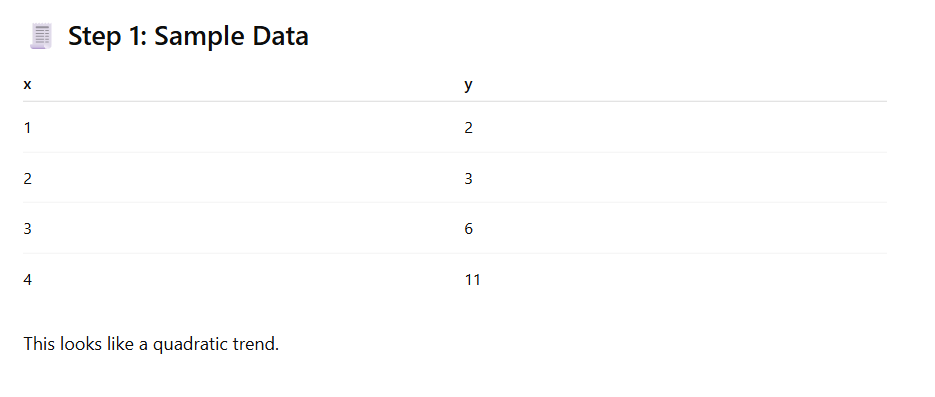 Step 1: Sample Data
x y
1 2
2 3
3 6
4 11
This looks like a quadratic trend.